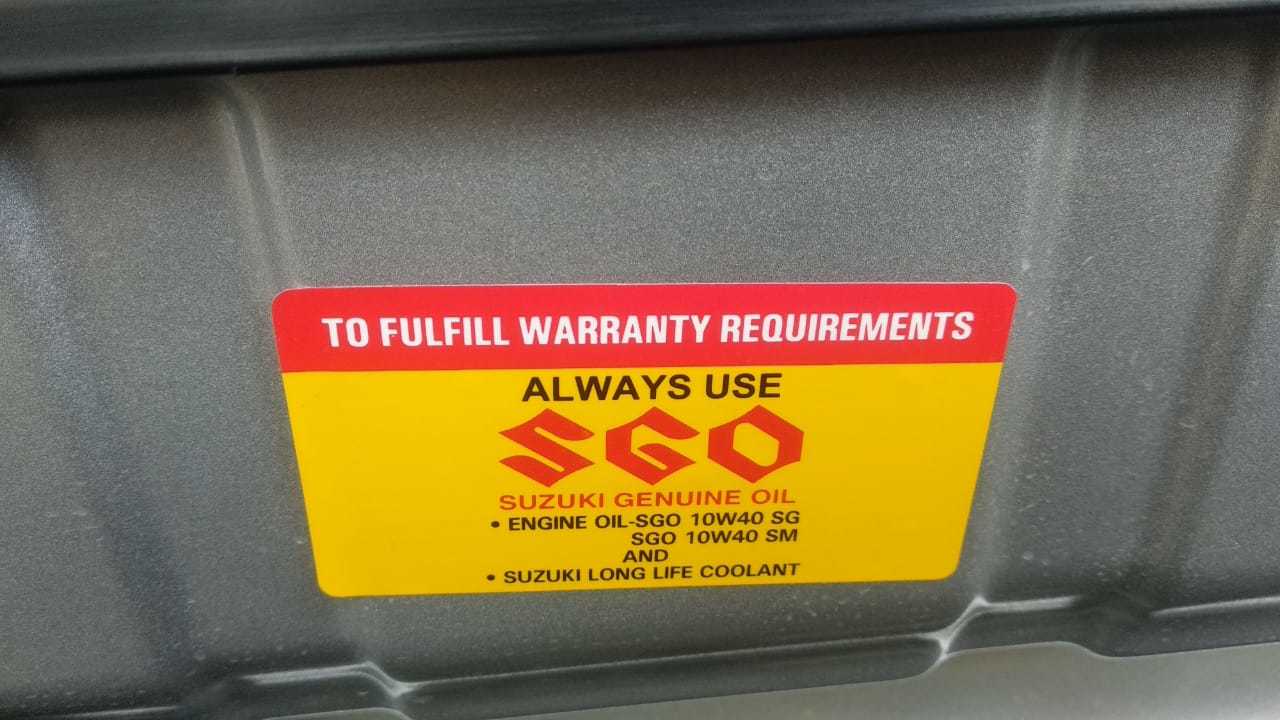 TO FULFILL WARRANTY REQUIREMENTS
ALWAYS USE
SGO
SUZUKI GENUINE OIL
• ENGINE OIL-SGO 10W40 SG
SGO 10W40 SM
AND
• SUZUKI LONG LIFE COOLANT